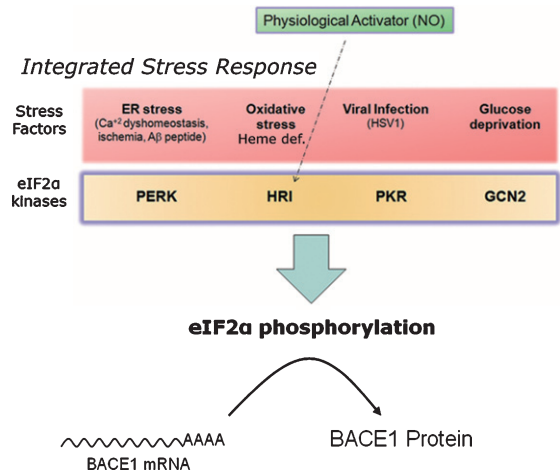 Physiological Activator (NO)
Integrated Stress Response
Stress Factors
ER stress
(Ca⁺² dyshomeostasis,
ischemia, Aβ peptide)
Oxidative
stress
Heme def.
Viral Infection
(HSV1)
Glucose
deprivation
eIF2α
kinases
PERK
HRI
PKR
GCN2
eIF2α phosphorylation
AAAA
BACE1 mRNA
BACE1 Protein